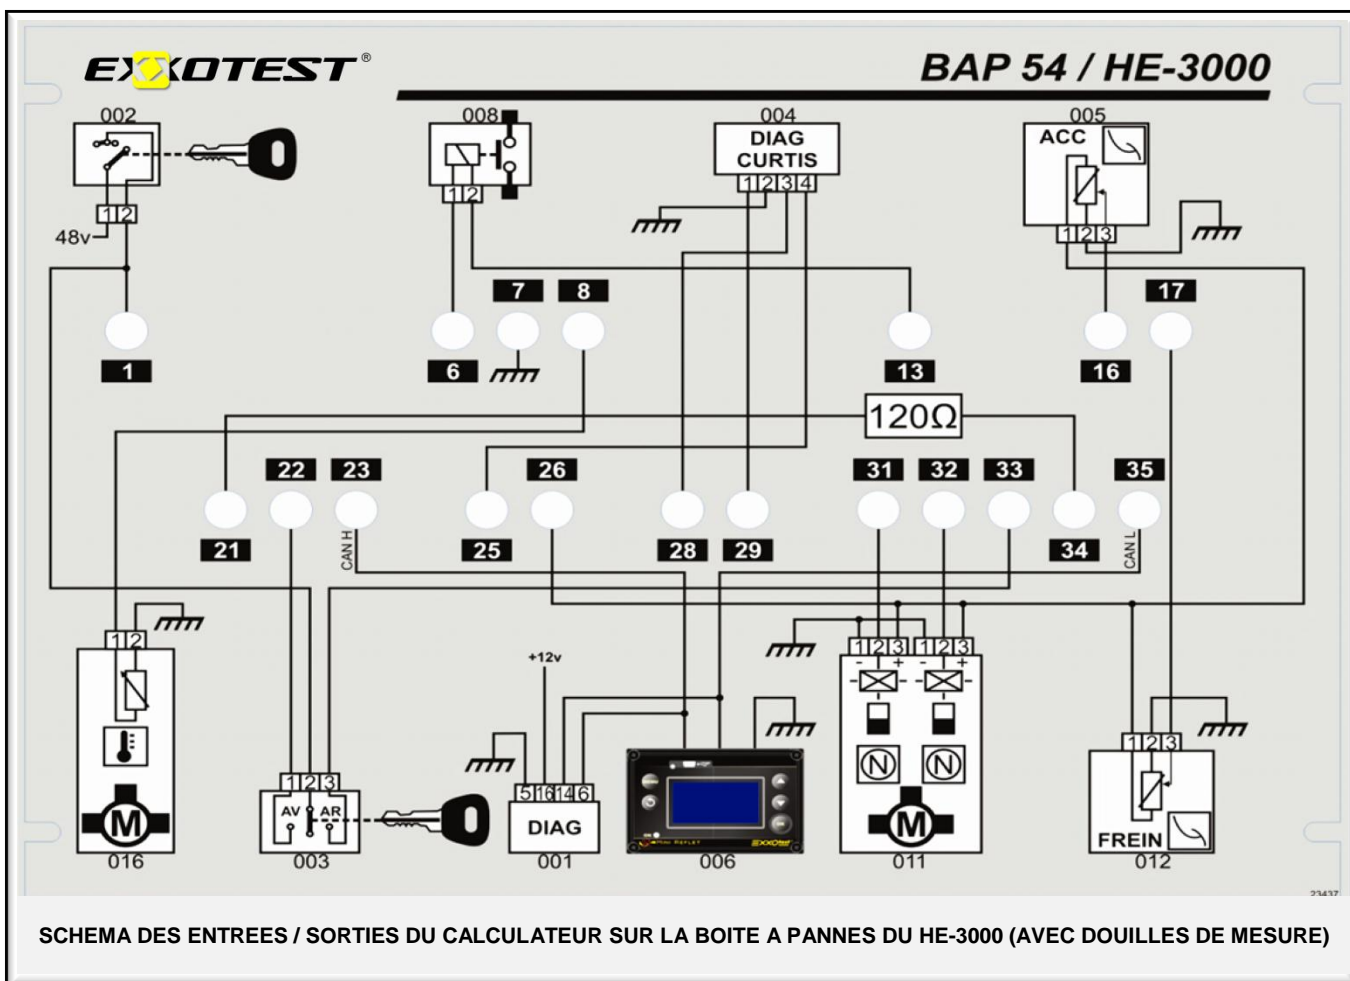 EXXOTEST®
BAP 54 / HE-3000
002
008
004
005
DIAG
CURTIS
ACC
1 2 3 4
1 2
1 2
48v
1 2 3
7
8
17
1
6
13
16
120Ω
22
23
26
31
32
33
35
CAN H
CAN L
21
25
28
29
34
1 2
+12v
1 2 3
1 2 3
- +
- +
1 2 3
1 2 3
5 16 14 6
AV
AR
DIAG
N
N
M
M
FREIN
EXXOTEST
016
003
001
006
011
012
23437
SCHEMA DES ENTREES / SORTIES DU CALCULATEUR SUR LA BOITE A PANNES DU HE-3000 (AVEC DOUILLES DE MESURE)